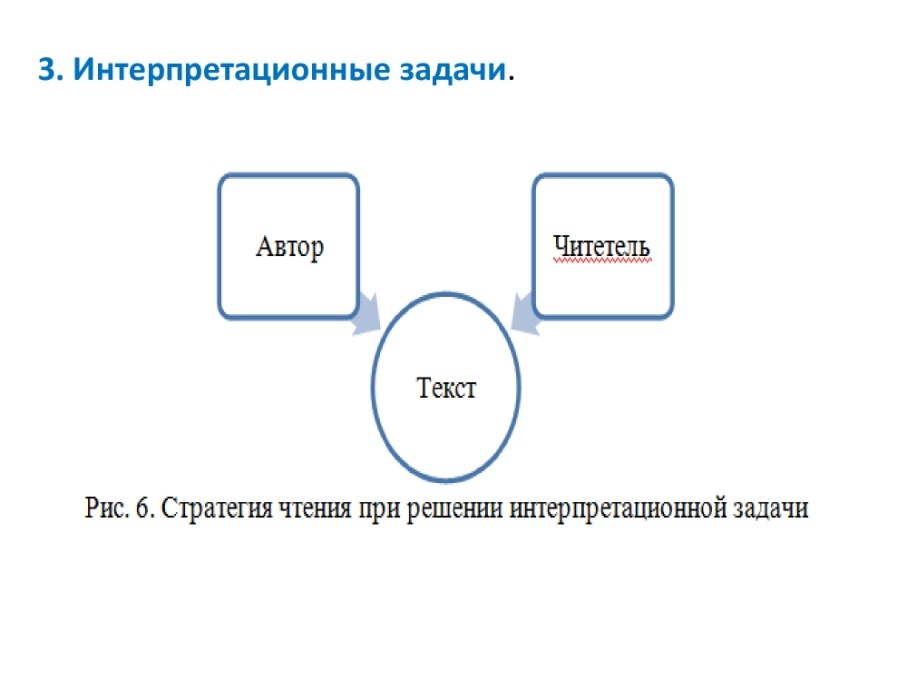 3. Интерпретационные задачи.
Автор
Читетель
Текст
Рис. 6. Стратегия чтения при решении интерпретационной задачи